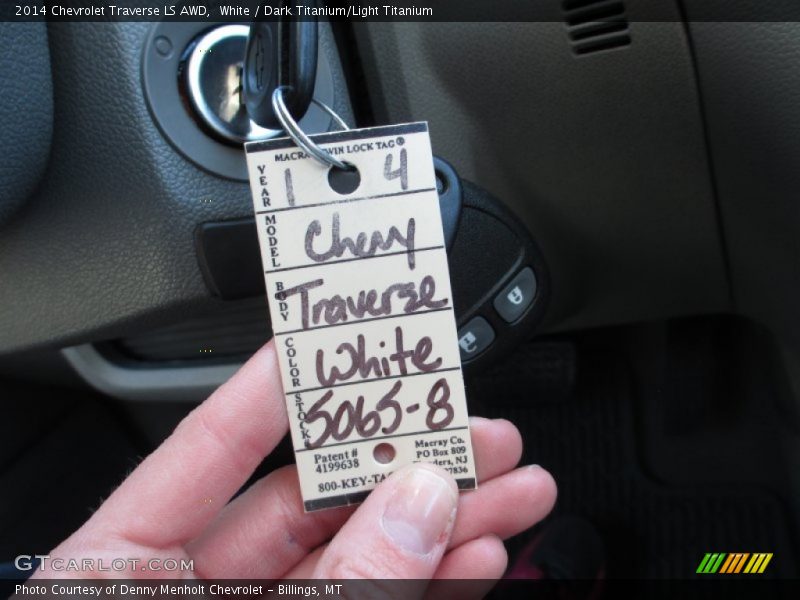 2014 Chevrolet Traverse LS AWD,  White / Dark Titanium/Light Titanium
TWIN LOCK TAG®
YEAR 1 4
MODEL Chevy
BODY Traverse
COLOR White
STOCK# 5065-8
Patent #
4199638
Macray Co.
PO Box 809
NJ
800-KEY-TA
GTCARLOT.COM
Photo Courtesy of Denny Menholt Chevrolet - Billings, MT